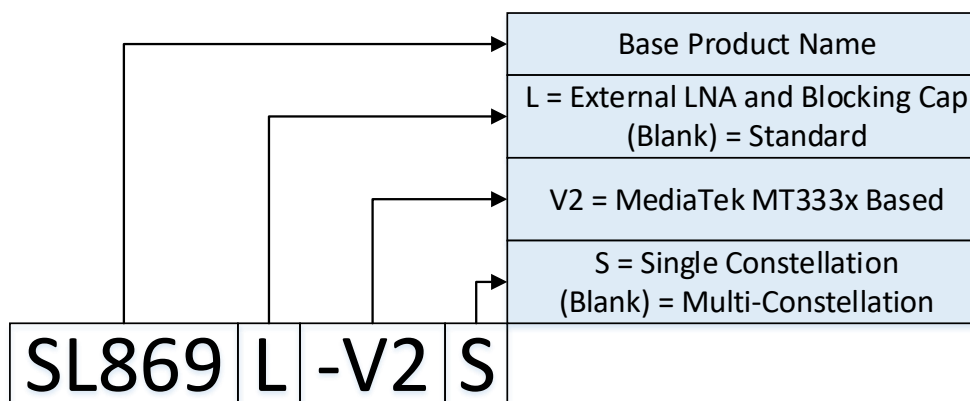 Base Product Name
L = External LNA and Blocking Cap
(Blank) = Standard
V2 = MediaTek MT333x Based
S = Single Constellation
(Blank) = Multi-Constellation
SL869 L -V2 S